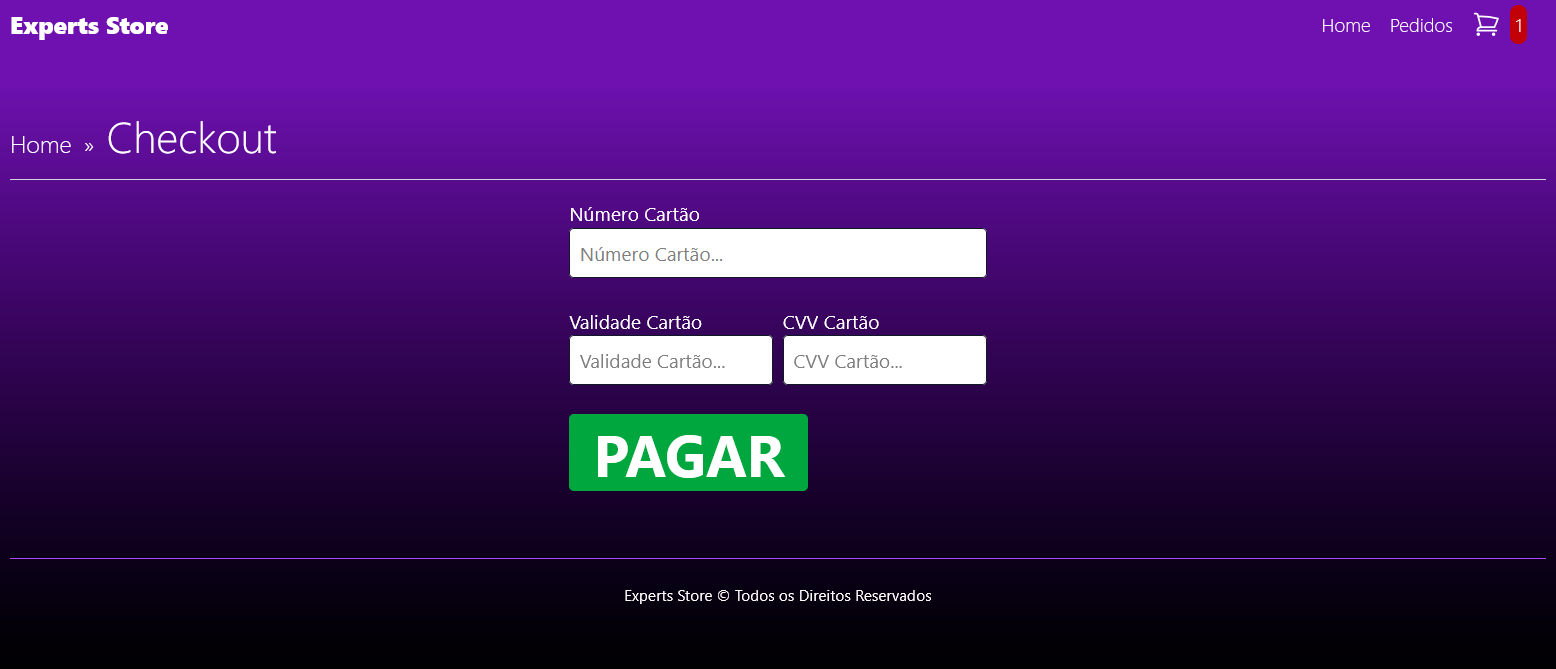 Experts Store
Home Pedidos 1
Home » Checkout
Número Cartão
Número Cartão...
Validade Cartão CVV Cartão
Validade Cartão... CVV Cartão...
PAGAR
Experts Store © Todos os Direitos Reservados